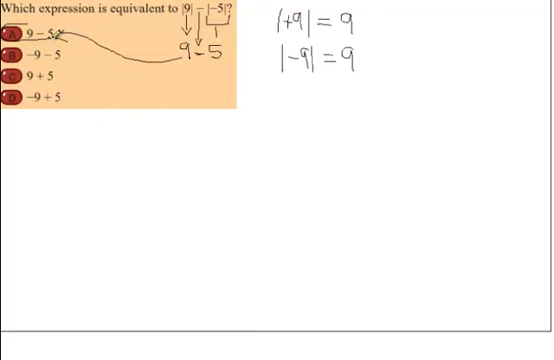 Which expression is equivalent to |9| − |−5|?
A 9 − 5
B −9 − 5
C 9 + 5
D −9 + 5
9 − 5
|+9| = 9
|−9| = 9